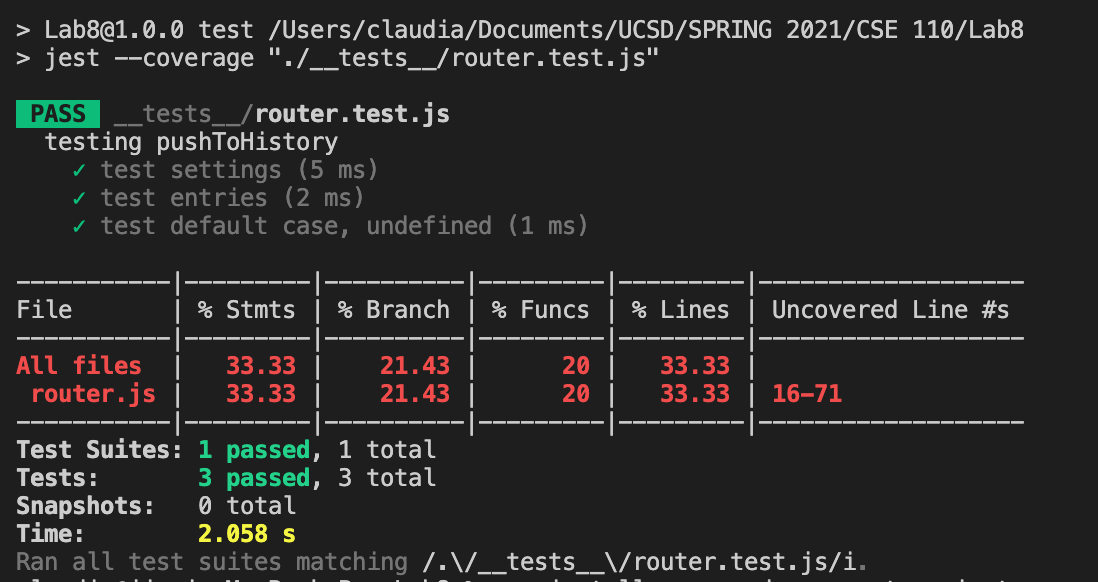 > Lab8@1.0.0 test /Users/claudia/Documents/UCSD/SPRING 2021/CSE 110/Lab8
> jest --coverage "./__tests__/router.test.js"
PASS __tests__/router.test.js
testing pushToHistory
✓ test settings (5 ms)
✓ test entries (2 ms)
✓ test default case, undefined (1 ms)
-----------|---------|----------|---------|---------|-------------------
File | % Stmts | % Branch | % Funcs | % Lines | Uncovered Line #s
-----------|---------|----------|---------|---------|-------------------
All files | 33.33 | 21.43 | 20 | 33.33 |
router.js | 33.33 | 21.43 | 20 | 33.33 | 16-71
-----------|---------|----------|---------|---------|-------------------
Test Suites: 1 passed, 1 total
Tests: 3 passed, 3 total
Snapshots: 0 total
Time: 2.058 s
Ran all test suites matching /.\/__tests__\/router.test.js/i.